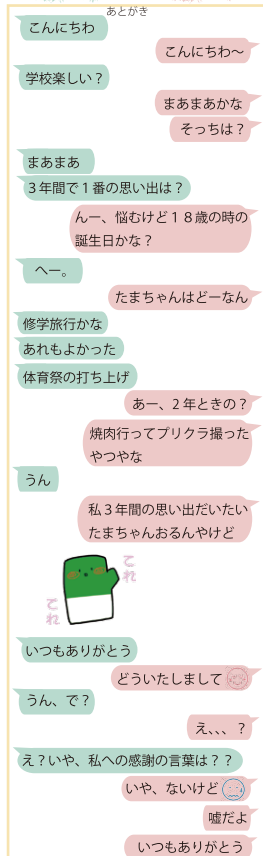 あとがき
こんにちわ
こんにちわ〜
学校楽しい？
まあまあかな
そっちは？
まあまあ
３年間で１番の思い出は？
んー、悩むけど１８歳の時の
誕生日かな？
へー。
たまちゃんはどーなん
修学旅行かな
あれもよかった
体育祭の打ち上げ
あー、２年ときの？
焼肉行ってプリクラ撮った
やつやな
うん
私３年間の思い出だいたい
たまちゃんおるんやけど
てれ
てれ
いつもありがとう
どういたしまして
うん、で？
え、、、？
え？いや、私への感謝の言葉は？？
いや、ないけど
嘘だよ
いつもありがとう